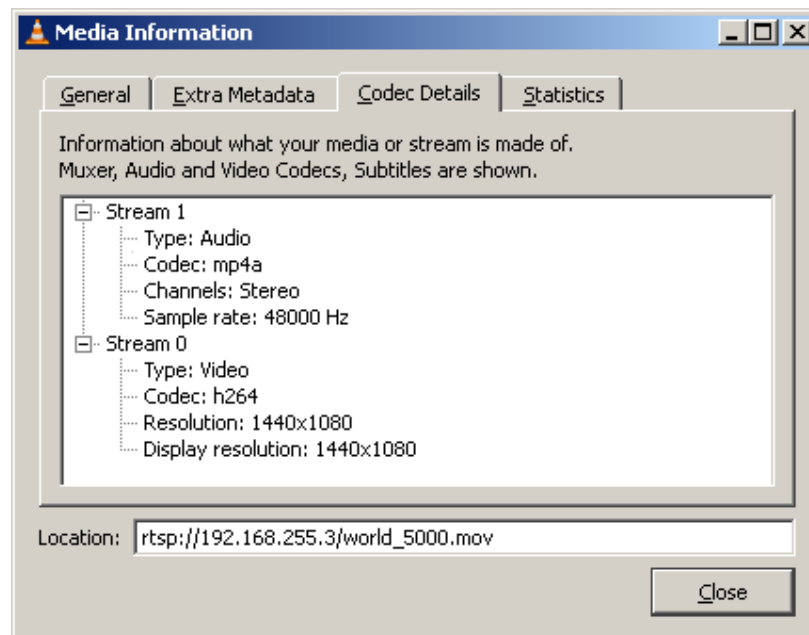 Media Information
General Extra Metadata Codec Details Statistics
Information about what your media or stream is made of.
Muxer, Audio and Video Codecs, Subtitles are shown.
Stream 1
Type: Audio
Codec: mp4a
Channels: Stereo
Sample rate: 48000 Hz
Stream 0
Type: Video
Codec: h264
Resolution: 1440x1080
Display resolution: 1440x1080
Location: rtsp://192.168.255.3/world_5000.mov
Close